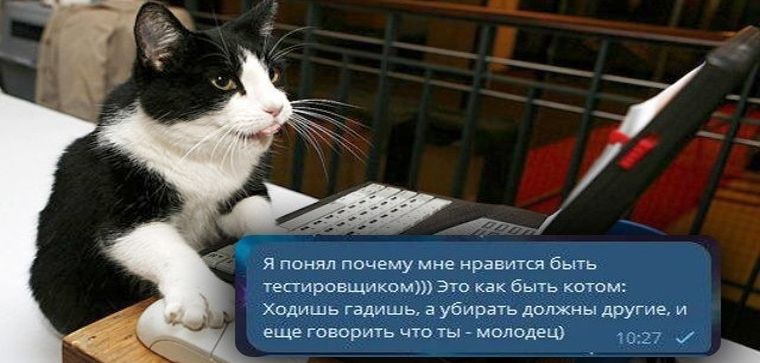 Я понял почему мне нравится быть
тестировщиком))) Это как быть котом:
Ходишь гадишь, а убирать должны другие, и
еще говорить что ты - молодец)
10:27